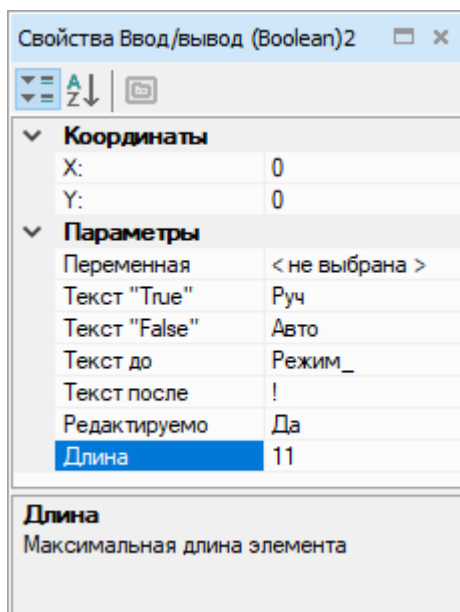 Свойства Ввод/вывод (Boolean)2
Координаты
X: 0
Y: 0
Параметры
Переменная < не выбрана >
Текст "True" Руч
Текст "False" Авто
Текст до Режим_
Текст после !
Редактируемо Да
Длина 11
Длина
Максимальная длина элемента